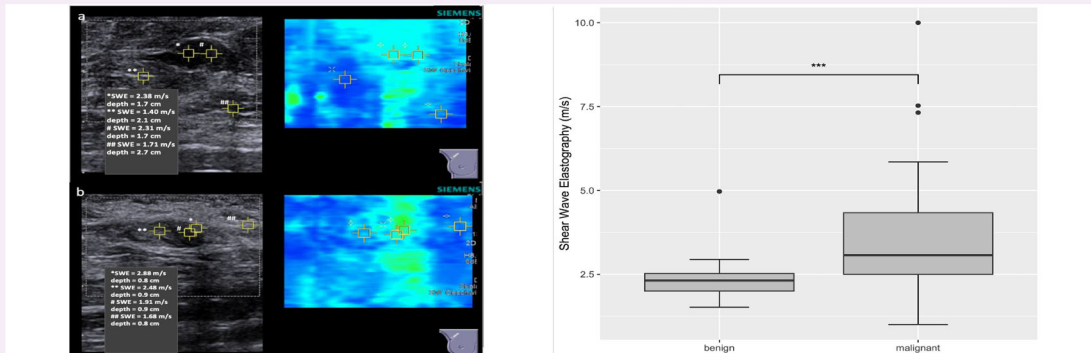 a
SIEMENS
*
#
**
##
*SWE = 2.38 m/s
depth = 1.7 cm
** SWE = 1.40 m/s
depth = 2.1 cm
# SWE = 2.31 m/s
depth = 1.7 cm
## SWE = 1.71 m/s
depth = 2.7 cm
b
SIEMENS
*
#
**
##
2D
*SWE = 2.88 m/s
depth = 0.8 cm
** SWE = 2.48 m/s
depth = 0.9 cm
# SWE = 1.91 m/s
depth = 0.9 cm
## SWE = 1.68 m/s
depth = 0.8 cm
Shear Wave Elastography (m/s)
10.0
7.5
5.0
2.5
***
benign
malignant